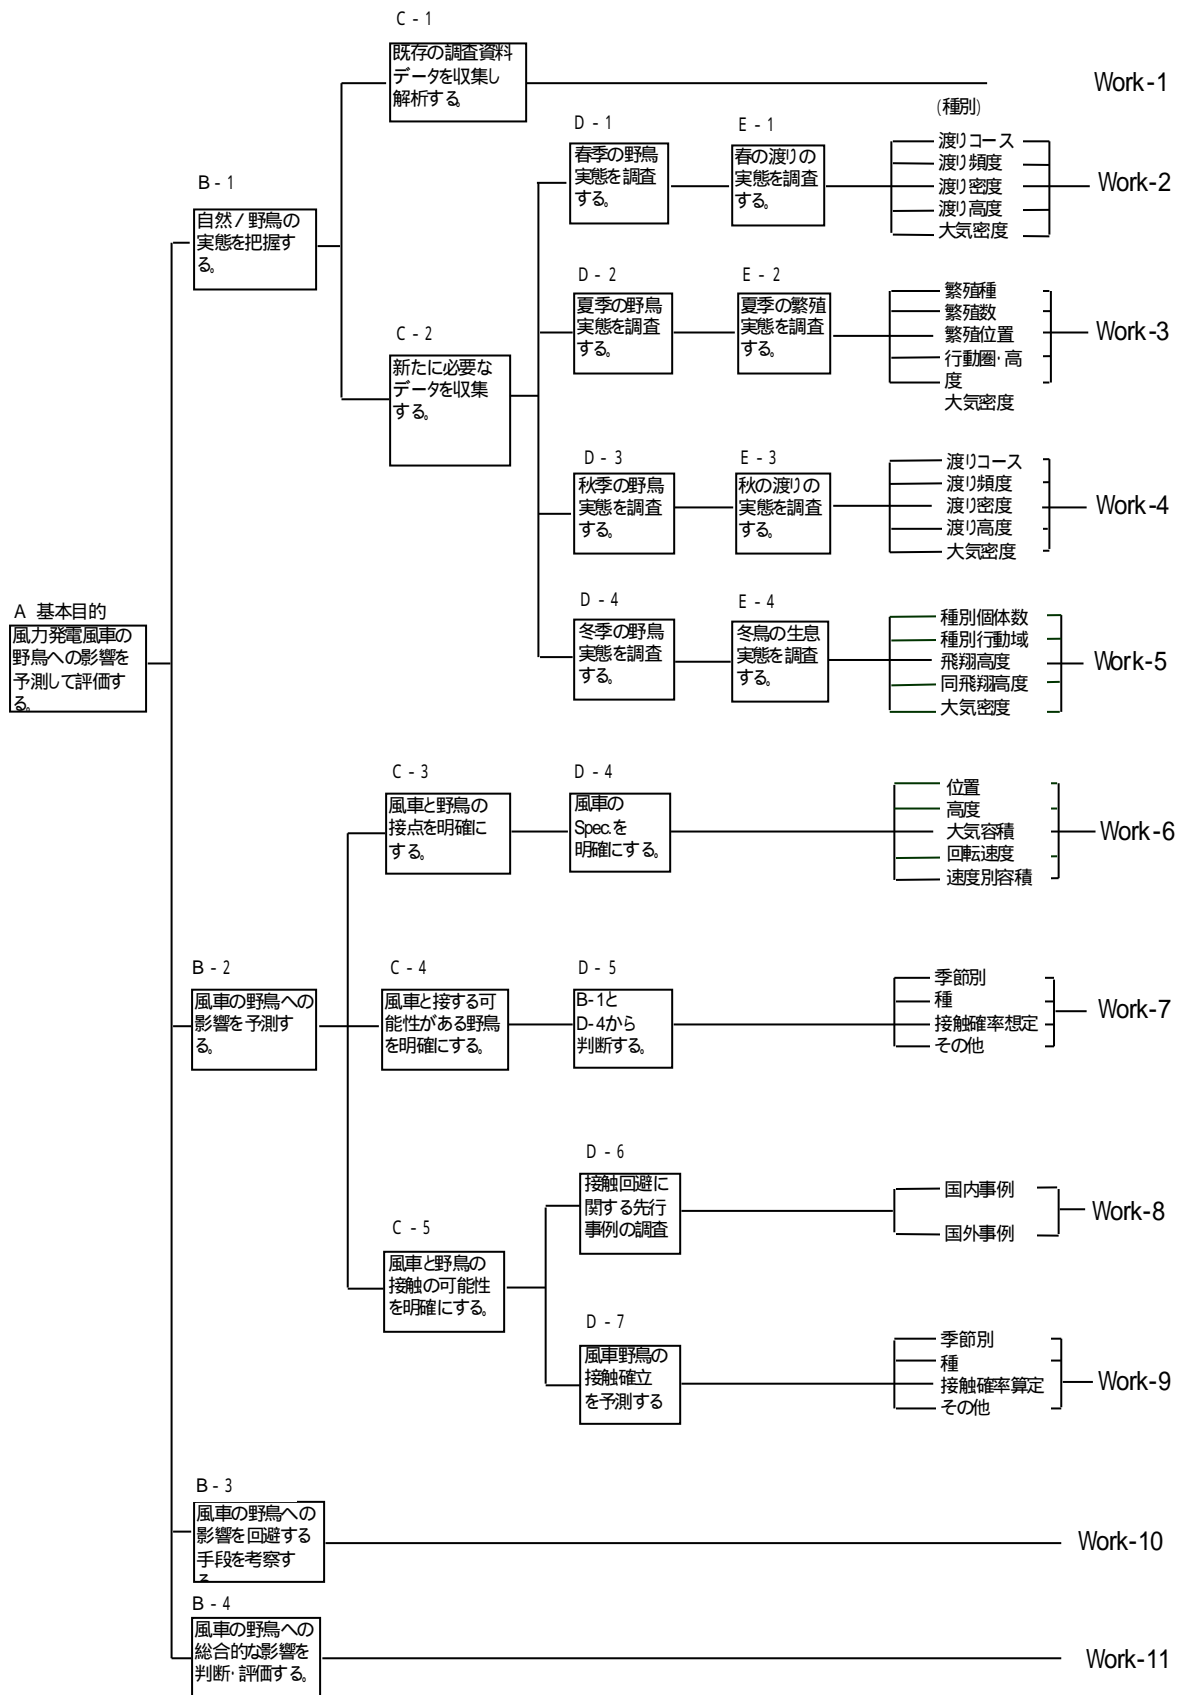 C - 1
既存の調査資料
データを収集し
解析する。
Work-1
(種別)
D - 1
春季の野鳥
実態を調査
する。
E - 1
春の渡りの
実態を調査
する。
渡りコース
渡り頻度
渡り密度
渡り高度
大気密度
Work-2
B - 1
自然/野鳥の
実態を把握す
る。
D - 2
夏季の野鳥
実態を調査
する。
E - 2
夏季の繁殖
実態を調査
する。
繁殖種
繁殖数
繁殖位置
行動圏・高
度
大気密度
Work-3
C - 2
新たに必要な
データを収集
する。
D - 3
秋季の野鳥
実態を調査
する。
E - 3
秋の渡りの
実態を調査
する。
渡りコース
渡り頻度
渡り密度
渡り高度
大気密度
Work-4
A 基本目的
風力発電風車の
野鳥への影響を
予測して評価す
る。
D - 4
冬季の野鳥
実態を調査
する。
E - 4
冬鳥の生息
実態を調査
する。
種別個体数
種別行動域
飛翔高度
同飛翔高度
大気密度
Work-5
C - 3
風車と野鳥の
接点を明確に
する。
D - 4
風車の
Spec.を
明確にする。
位置
高度
大気容積
回転速度
速度別容積
Work-6
B - 2
風車の野鳥への
影響を予測す
る。
C - 4
風車と接する可
能性がある野鳥
を明確にする。
D - 5
B-1と
D-4から
判断する。
季節別
種
接触確率想定
その他
Work-7
C - 5
風車と野鳥の
接触の可能性
を明確にする。
D - 6
接触回避に
関する先行
事例の調査
国内事例
国外事例
Work-8
D - 7
風車野鳥の
接触確立
を予測する
季節別
種
接触確率算定
その他
Work-9
B - 3
風車の野鳥への
影響を回避する
手段を考察す
る
Work-10
B - 4
風車の野鳥への
総合的な影響を
判断・評価する。
Work-11